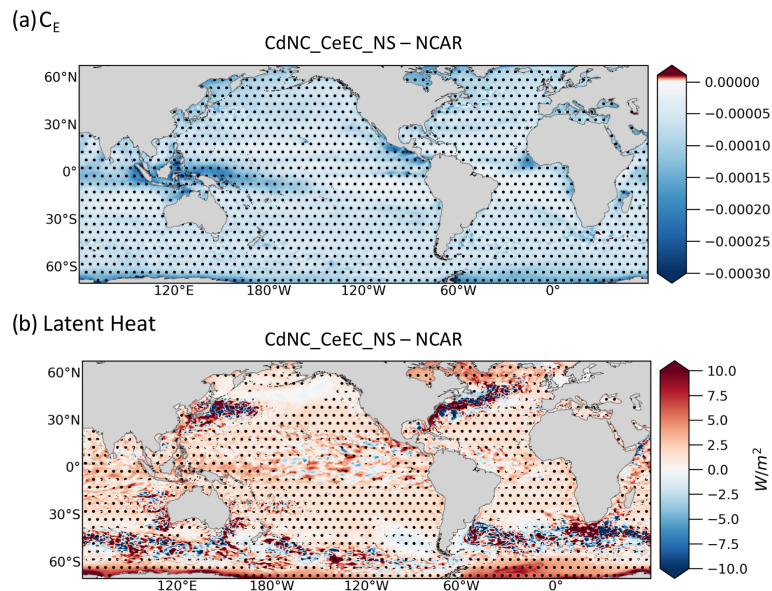 (a) C_E
CdNC_CeEC_NS – NCAR
60°N
30°N
0°
30°S
60°S
120°E 180°W 120°W 60°W 0°
0.00000
−0.00005
−0.00010
−0.00015
−0.00020
−0.00025
−0.00030
(b) Latent Heat
CdNC_CeEC_NS – NCAR
60°N
30°N
0°
30°S
60°S
120°E 180°W 120°W 60°W 0°
10.0
7.5
5.0
2.5
0.0
−2.5
−5.0
−7.5
−10.0
W/m²